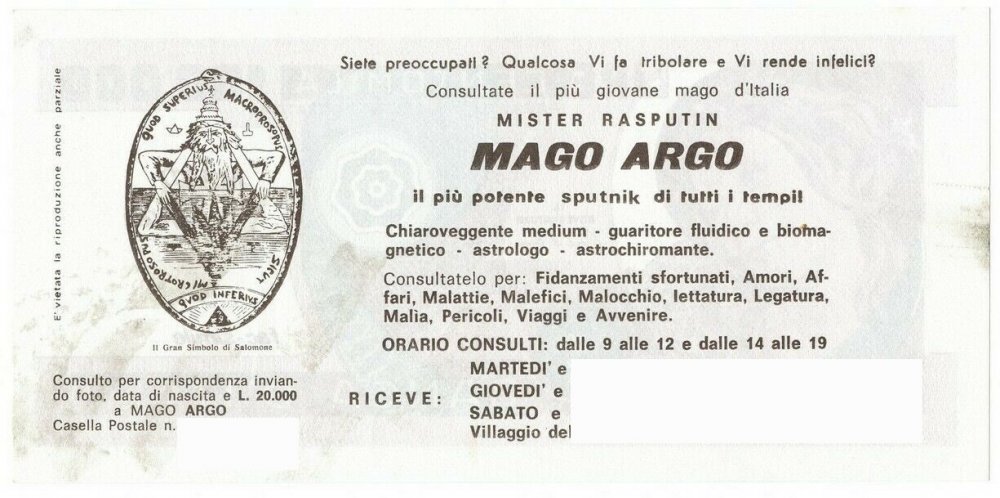 Siete preoccupati? Qualcosa Vi fa tribolare e Vi rende infelici?
Consultate il più giovane mago d'Italia
MISTER RASPUTIN
MAGO ARGO
il più potente sputnik di tutti i tempi!
Chiaroveggente medium - guaritore fluidico e bioma-
gnetico - astrologo - astrochiromante.
Consultatelo per: Fidanzamenti sfortunati, Amori, Af-
fari, Malattie, Malefici, Malocchio, Iettatura, Legatura,
Malìa, Pericoli, Viaggi e Avvenire.
ORARIO CONSULTI: dalle 9 alle 12 e dalle 14 alle 19
RICEVE:
MARTEDI' e
GIOVEDI' e
SABATO e
Villaggio del
E' vietata la riproduzione anche parziale
QUOD SUPERIUS
MACROPROSOPUS
SICUT
MICROPROSOPUS
QUOD INFERIUS
Il Gran Simbolo di Salomone
Consulto per corrispondenza invian-
do foto, data di nascita e L. 20.000
a MAGO ARGO
Casella Postale n.